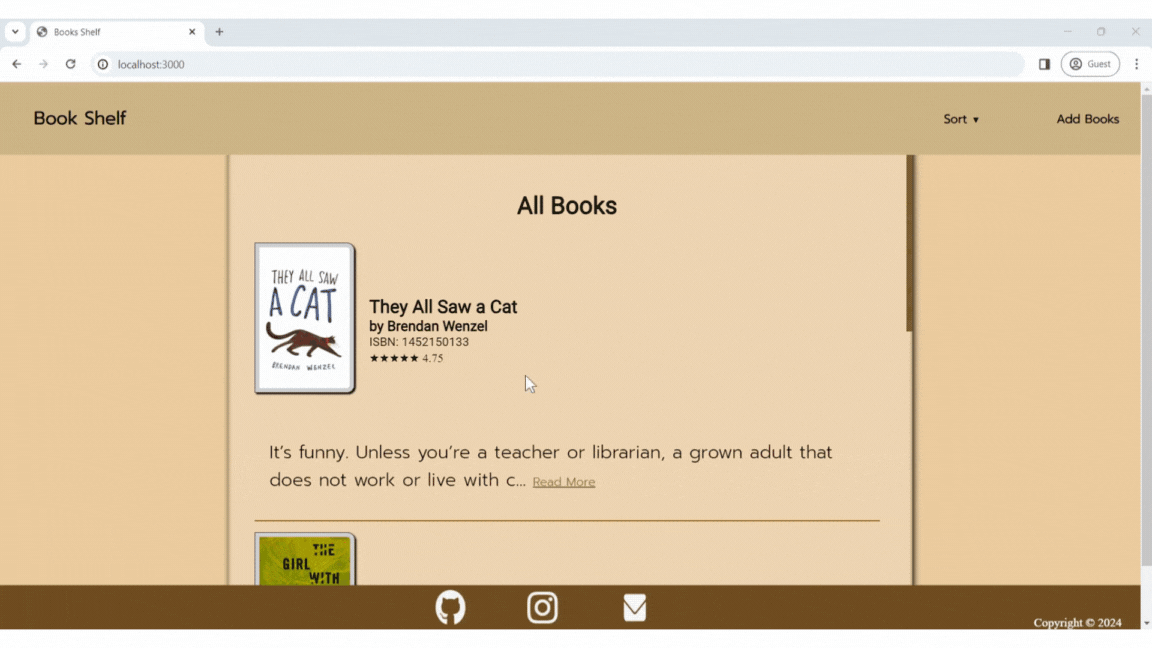 Books Shelf
localhost:3000
Guest
Book Shelf
Sort ▾
Add Books
All Books
THEY ALL SAW
A CAT
BRENDAN WENZEL
They All Saw a Cat
by Brendan Wenzel
ISBN: 1452150133
★★★★★ 4.75
It’s funny. Unless you’re a teacher or librarian, a grown adult that
does not work or live with c... Read More
THE
GIRL
WITH
Copyright © 2024